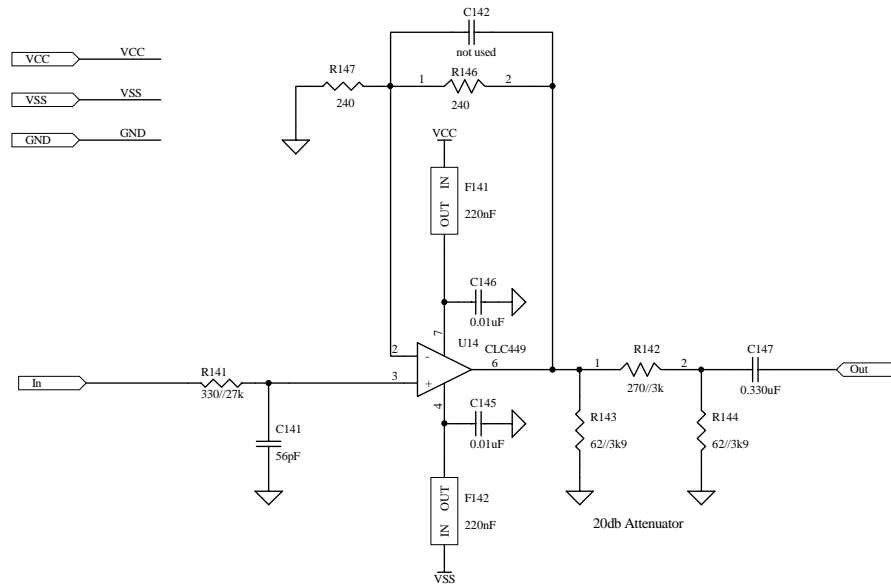 C142
not used
VCC VCC
R147
R146
1 2
240
240
VSS VSS
GND GND
VCC
IN
OUT
F141
220nF
C146
0.01uF
7
U14
CLC449
2
-
6
R141
330//27k
In
3
+
1
R142
2
270//3k
C147
0.330uF
Out
4
C145
0.01uF
C141
56pF
R143
62//3k9
R144
62//3k9
OUT
IN
F142
220nF
20db Attenuator
VSS